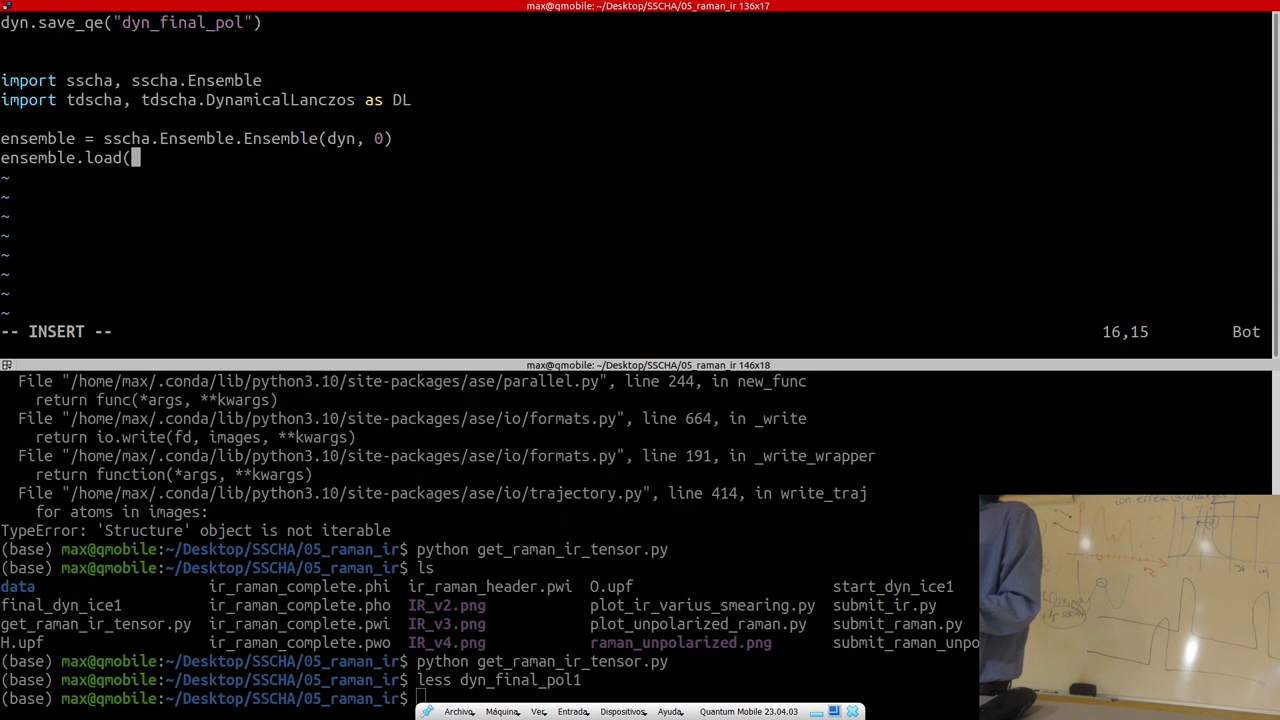 max@qmobile: ~/Desktop/SSCHA/05_raman_ir 136x17
dyn.save_qe("dyn_final_pol")
import sscha, sscha.Ensemble
import tdscha, tdscha.DynamicalLanczos as DL
ensemble = sscha.Ensemble.Ensemble(dyn, 0)
ensemble.load(
~
~
~
~
~
~
~
~
-- INSERT -- 16,15 Bot
max@qmobile: ~/Desktop/SSCHA/05_raman_ir 146x18
File "/home/max/.conda/lib/python3.10/site-packages/ase/parallel.py", line 244, in new_func
return func(*args, **kwargs)
File "/home/max/.conda/lib/python3.10/site-packages/ase/io/formats.py", line 664, in _write
return io.write(fd, images, **kwargs)
File "/home/max/.conda/lib/python3.10/site-packages/ase/io/formats.py", line 191, in _write_wrapper
return function(*args, **kwargs)
File "/home/max/.conda/lib/python3.10/site-packages/ase/io/trajectory.py", line 414, in write_traj
for atoms in images:
TypeError: 'Structure' object is not iterable
(base) max@qmobile:~/Desktop/SSCHA/05_raman_ir$ python get_raman_ir_tensor.py
(base) max@qmobile:~/Desktop/SSCHA/05_raman_ir$ ls
data ir_raman_complete.phi ir_raman_header.pwi O.upf start_dyn_ice1
final_dyn_ice1 ir_raman_complete.pho IR_v2.png plot_ir_varius_smearing.py submit_ir.py
get_raman_ir_tensor.py ir_raman_complete.pwi IR_v3.png plot_unpolarized_raman.py submit_raman.py
H.upf ir_raman_complete.pwo IR_v4.png raman_unpolarized.png submit_raman_unpo
(base) max@qmobile:~/Desktop/SSCHA/05_raman_ir$ python get_raman_ir_tensor.py
(base) max@qmobile:~/Desktop/SSCHA/05_raman_ir$ less dyn_final_pol1
(base) max@qmobile:~/Desktop/SSCHA/05_raman_ir$
Archivo Máquina Ver Entrada Dispositivos Ayuda Quantum Mobile 23.04.03